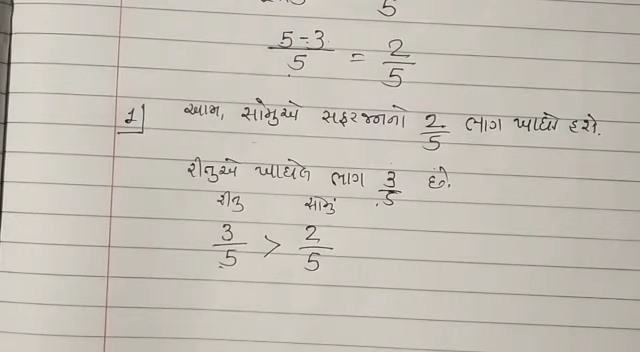 5
5-3/5 = 2/5
1] આમ, સોમુએ સફરજનનો 2/5 ભાગ ખાધો હશે.
રીનુએ ખાધેલ ભાગ 3/5 છે.
રીનુ સોમું
3/5 > 2/5